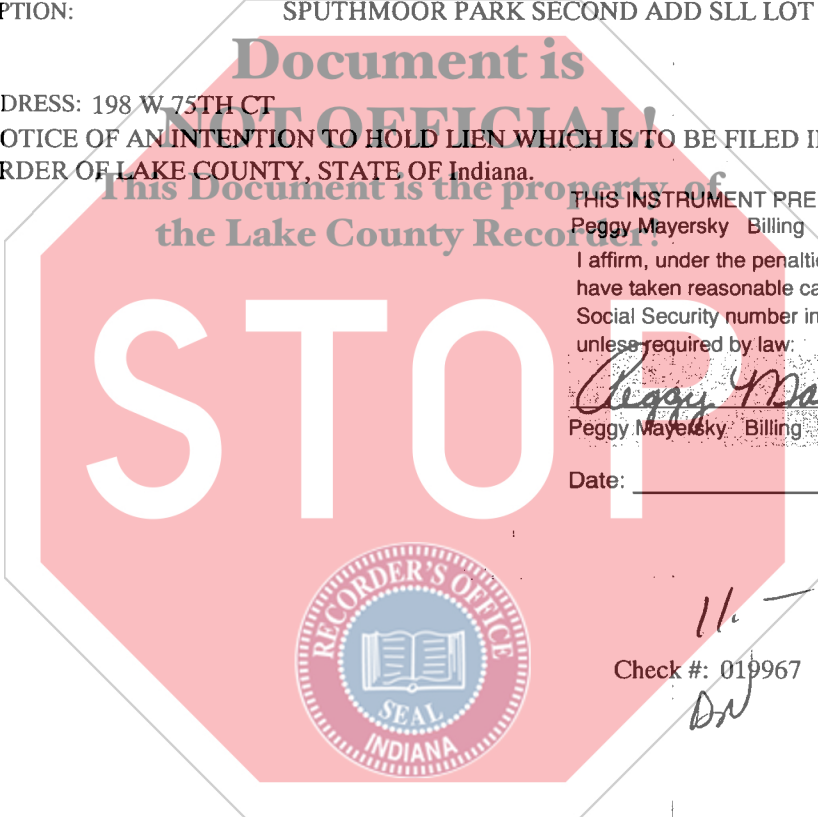 PTION: SPUTHMOOR PARK SECOND ADD SLL LOT
Document is
NOT OFFICIAL!
DRESS: 198 W 75TH CT
OTICE OF AN INTENTION TO HOLD LIEN WHICH IS TO BE FILED I
RDER OF LAKE COUNTY, STATE OF Indiana.
This Document is the property of
the Lake County Recorder!
THIS INSTRUMENT PRE
Peggy Mayersky Billing
I affirm, under the penalti
have taken reasonable ca
Social Security number in
unless required by law:
Peggy Ma
Peggy Mayersky Billing
Date:
STOP
RECORDER'S OFFICE
SEAL
INDIANA
11. —
Check #: 019967